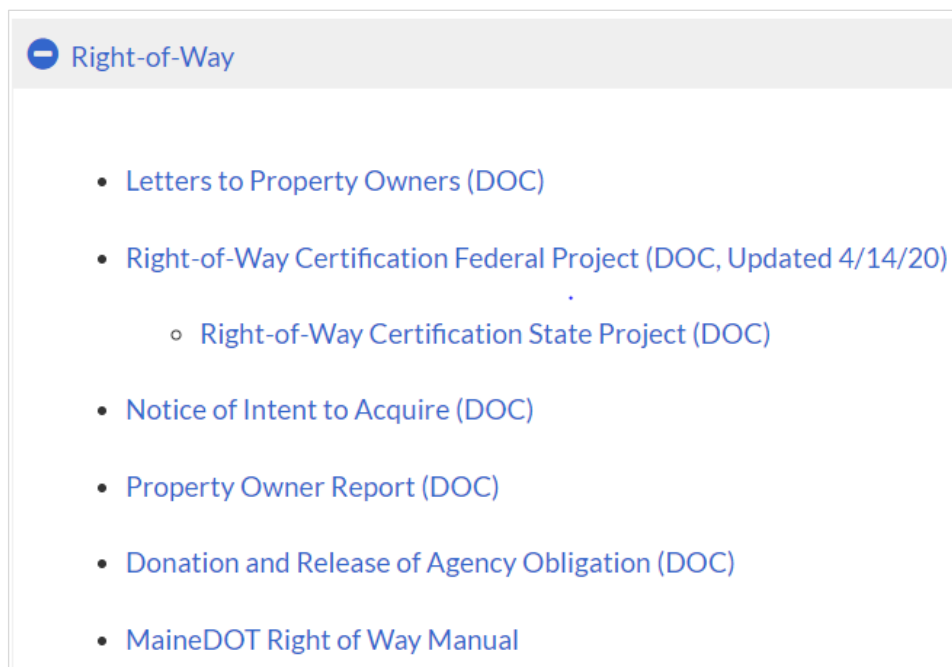 Right-of-Way
Letters to Property Owners (DOC)
Right-of-Way Certification Federal Project (DOC, Updated 4/14/20)
Right-of-Way Certification State Project (DOC)
Notice of Intent to Acquire (DOC)
Property Owner Report (DOC)
Donation and Release of Agency Obligation (DOC)
MaineDOT Right of Way Manual